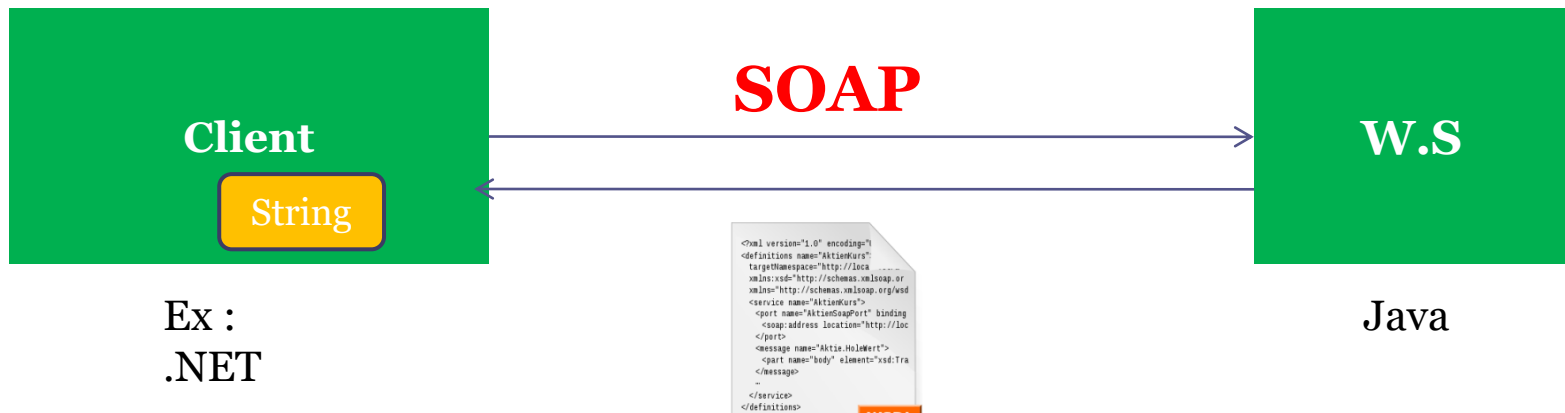 SOAP
Client
W.S
String
<?xml version="1.0" encoding="
<definitions name="AktienKurs"
targetNamespace="http://loca
xmlns:xsd="http://schemas.xmlsoap.or
xmlns="http://schemas.xmlsoap.org/wsd
<service name="AktienKurs">
<port name="AktienSoapPort" binding
<soap:address location="http://loc
</port>
<message name="Aktie.HoleWert">
<part name="body" element="xsd:Tra
</message>
…
</service>
</definitions>
Ex :
.NET
Java